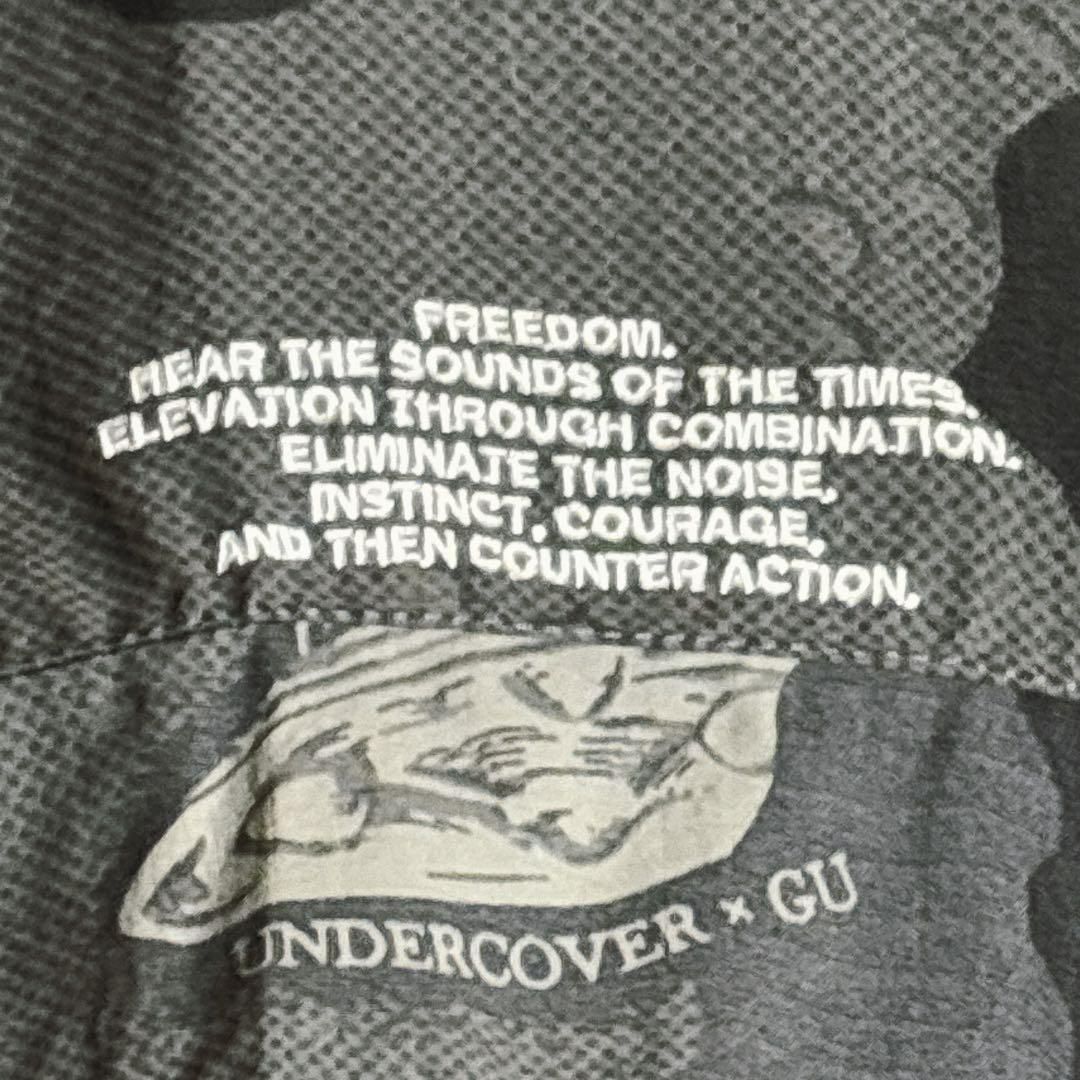 FREEDOM.
HEAR THE SOUNDS OF THE TIMES.
ELEVATION THROUGH COMBINATION.
ELIMINATE THE NOISE.
INSTINCT. COURAGE.
AND THEN COUNTER ACTION.
UNDERCOVER × GU